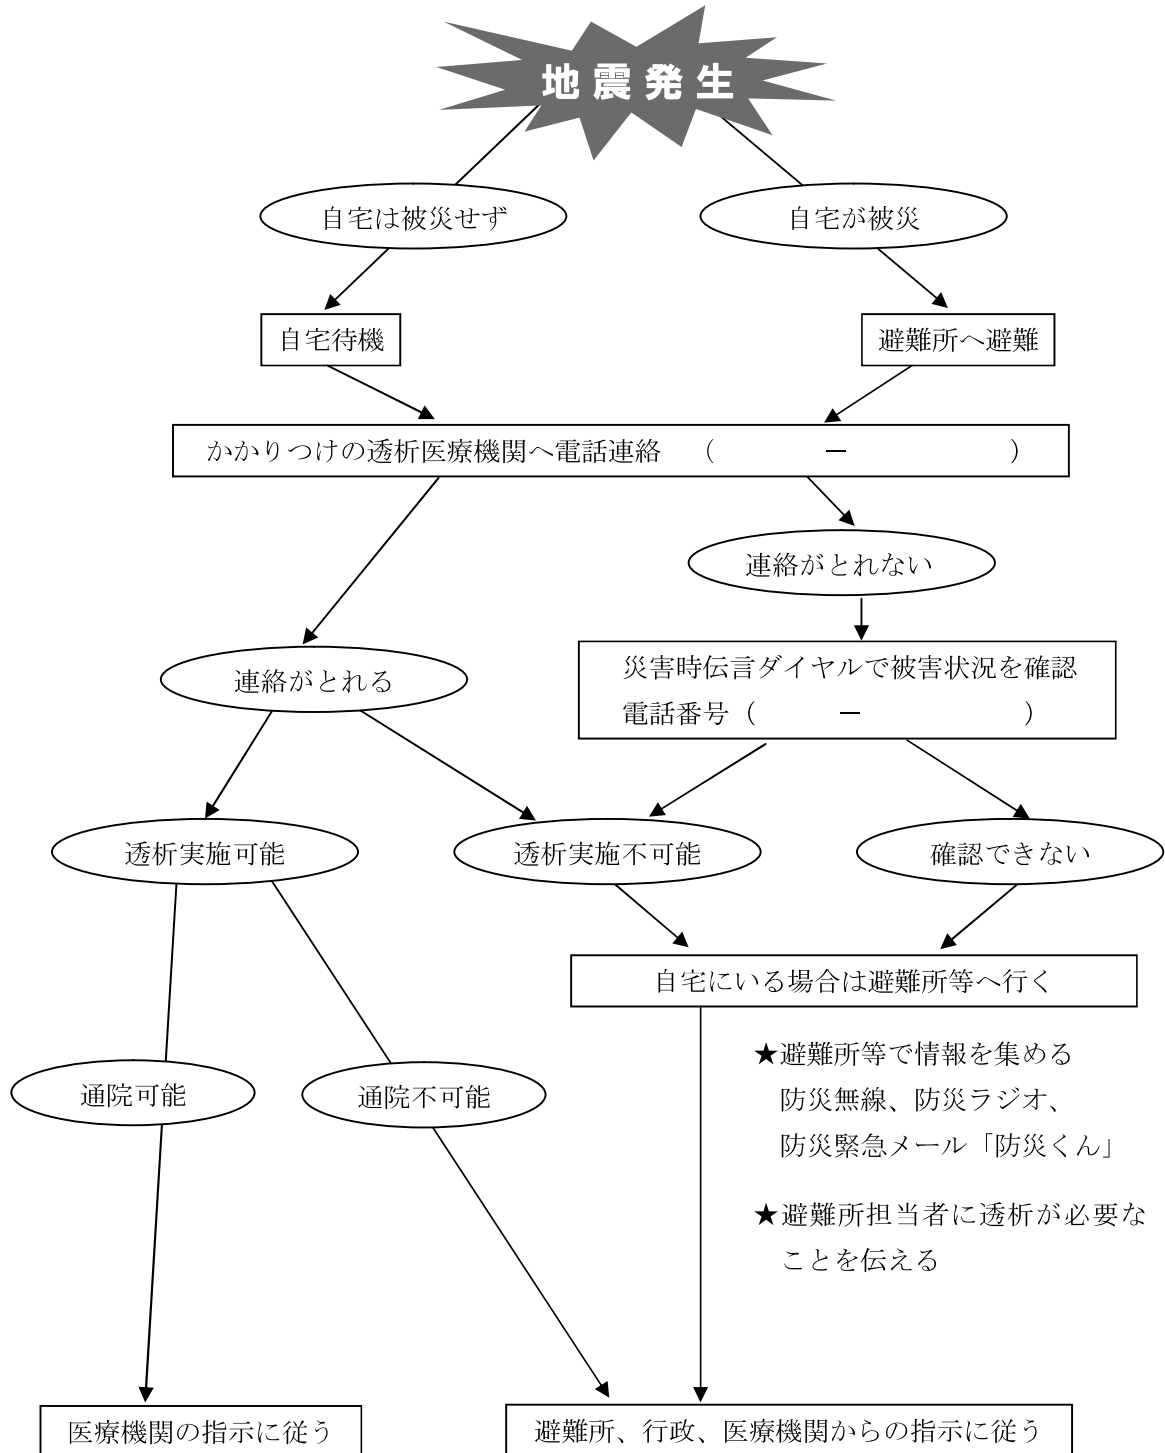 地震発生
自宅は被災せず
自宅が被災
自宅待機
避難所へ避難
かかりつけの透析医療機関へ電話連絡　（　　　　ー　　　　　　）
連絡がとれない
連絡がとれる
災害時伝言ダイヤルで被害状況を確認
電話番号（　　　ー　　　　　　）
透析実施可能
透析実施不可能
確認できない
自宅にいる場合は避難所等へ行く
★避難所等で情報を集める
防災無線、防災ラジオ、
防災緊急メール「防災くん」
通院可能
通院不可能
★避難所担当者に透析が必要な
ことを伝える
医療機関の指示に従う
避難所、行政、医療機関からの指示に従う